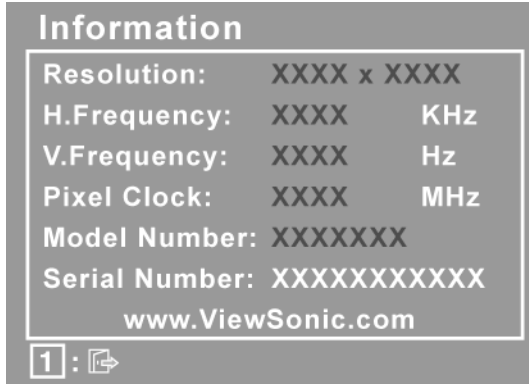 Information
Resolution: XXXX x XXXX
H.Frequency: XXXX KHz
V.Frequency: XXXX Hz
Pixel Clock: XXXX MHz
Model Number: XXXXXXX
Serial Number: XXXXXXXXXXX
www.ViewSonic.com
1 :